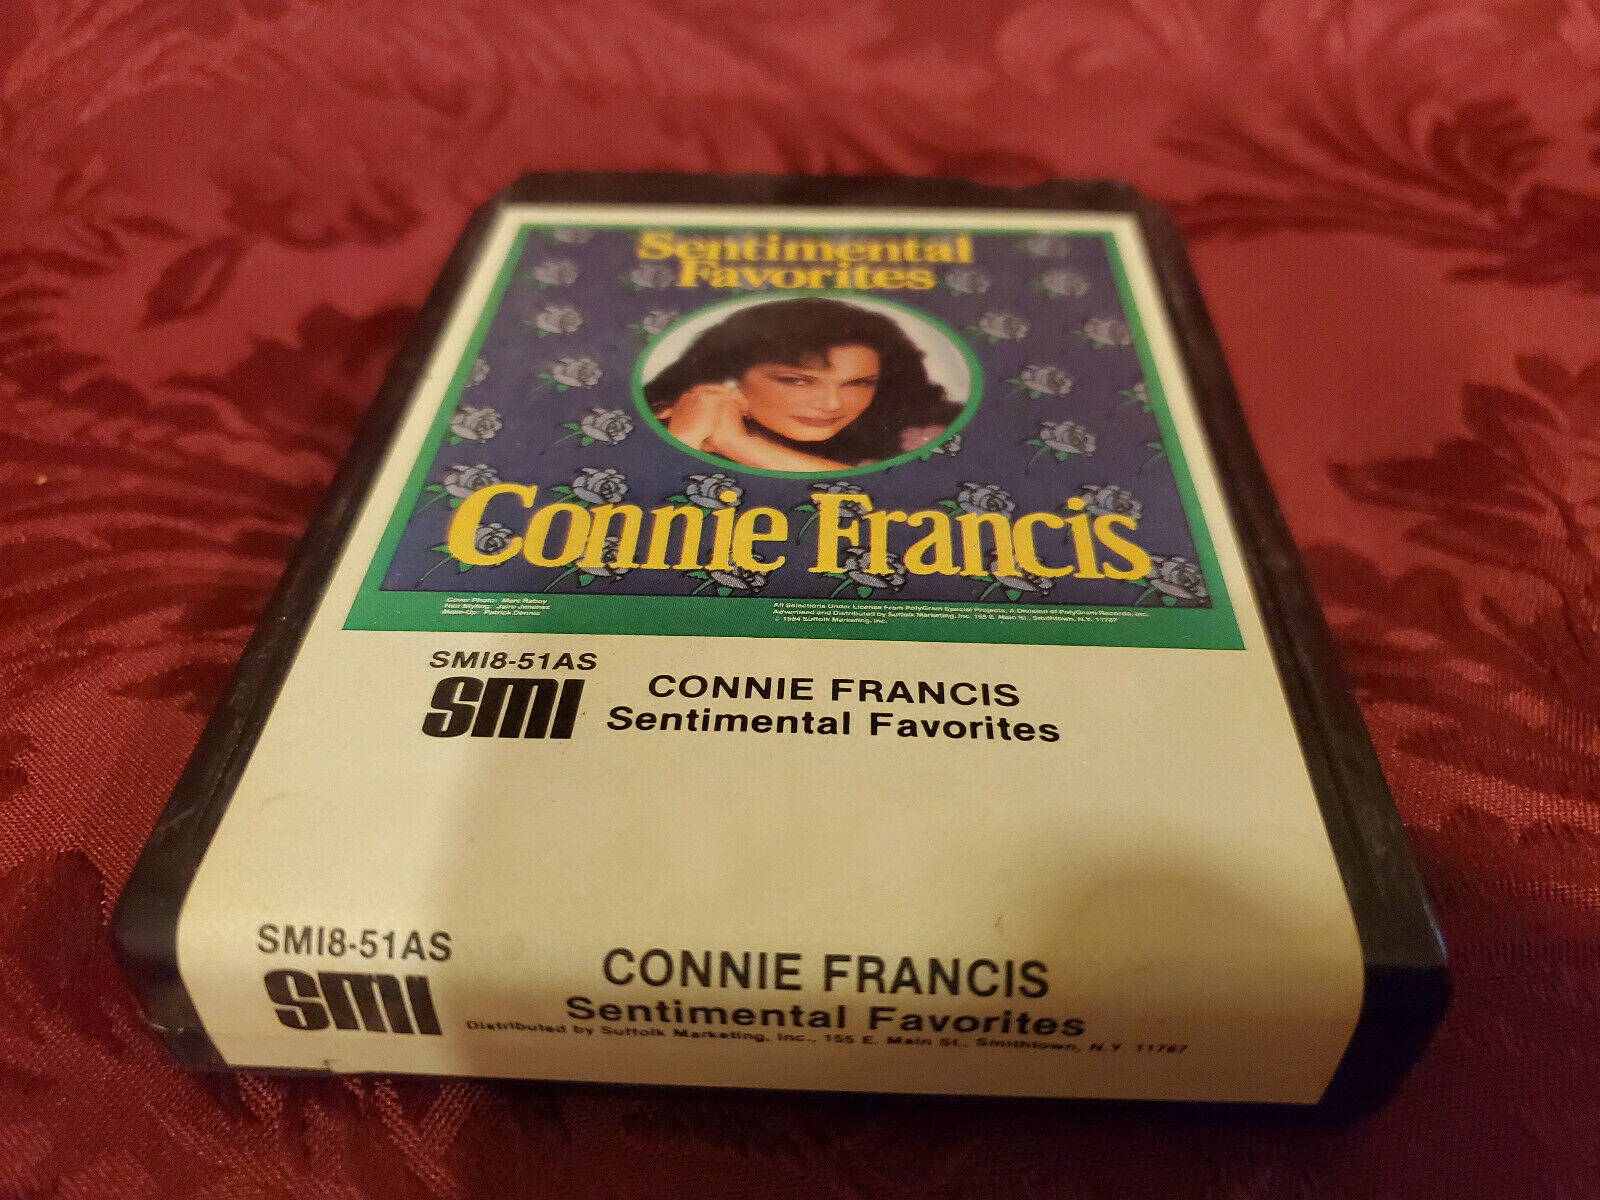 Sentimental
Favorites
Connie Francis
Cover Photo: Marc Raboy
Hair Styling: Jairo Jimenez
Make-Up: Patrick Dennis
All Selections Under License From PolyGram Special Projects, A Division of PolyGram Records, Inc.
Advertised and Distributed by Suffolk Marketing, Inc. 155 E. Main St., Smithtown, N.Y. 11787
© 1984 Suffolk Marketing, Inc.
SMI8-51AS
SMI
CONNIE FRANCIS
Sentimental Favorites
SMI8-51AS
SMI
CONNIE FRANCIS
Sentimental Favorites
Distributed by Suffolk Marketing, Inc., 155 E. Main St., Smithtown, N.Y. 11787